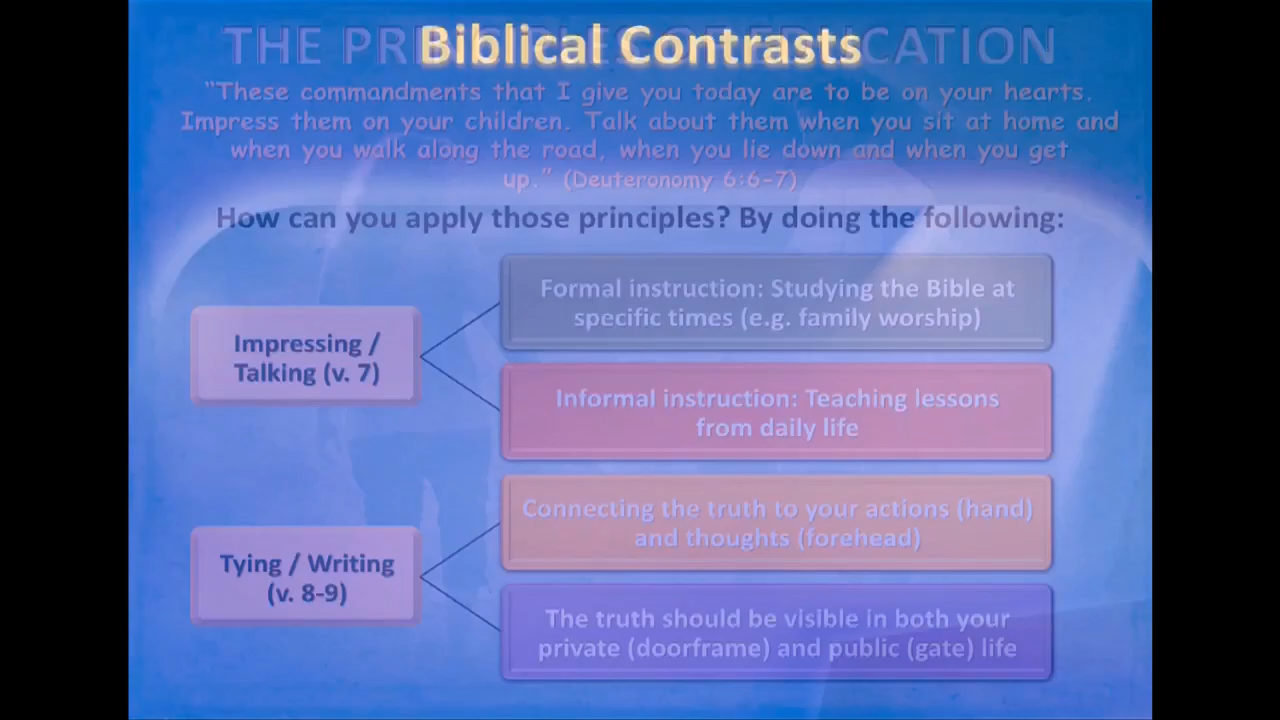 THE PRINCIPLES OF EDUCATION
Biblical Contrasts
"These commandments that I give you today are to be on your hearts.
Impress them on your children. Talk about them when you sit at home and
when you walk along the road, when you lie down and when you get
up." (Deuteronomy 6:6-7)
How can you apply those principles? By doing the following:
Impressing /
Talking (v. 7)
Formal instruction: Studying the Bible at
specific times (e.g. family worship)
Informal instruction: Teaching lessons
from daily life
Tying / Writing
(v. 8-9)
Connecting the truth to your actions (hand)
and thoughts (forehead)
The truth should be visible in both your
private (doorframe) and public (gate) life